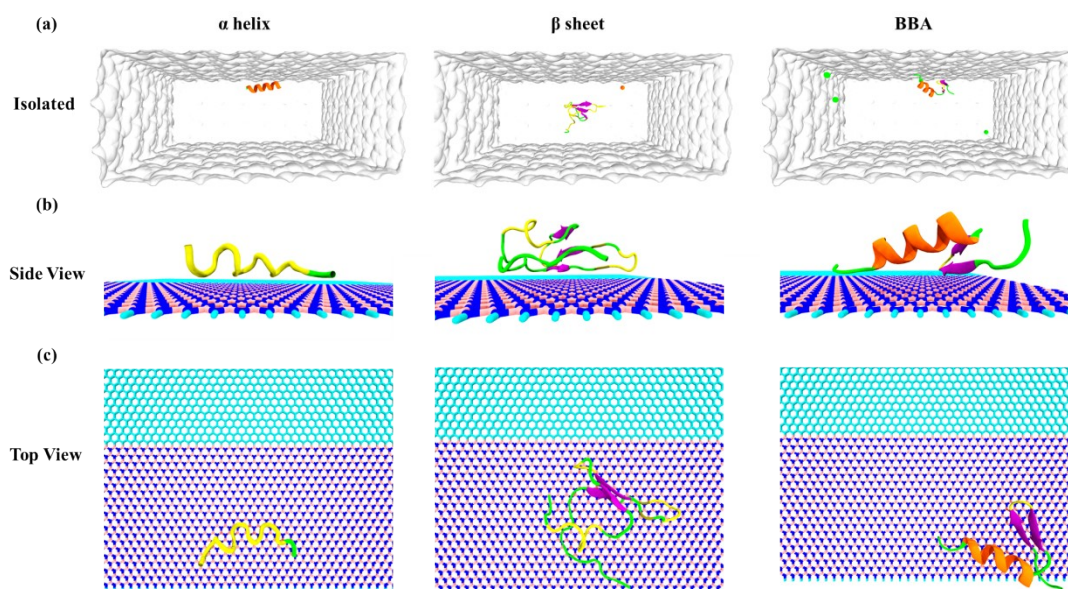 (a)
α helix
β sheet
BBA
Isolated
(b)
Side View
(c)
Top View